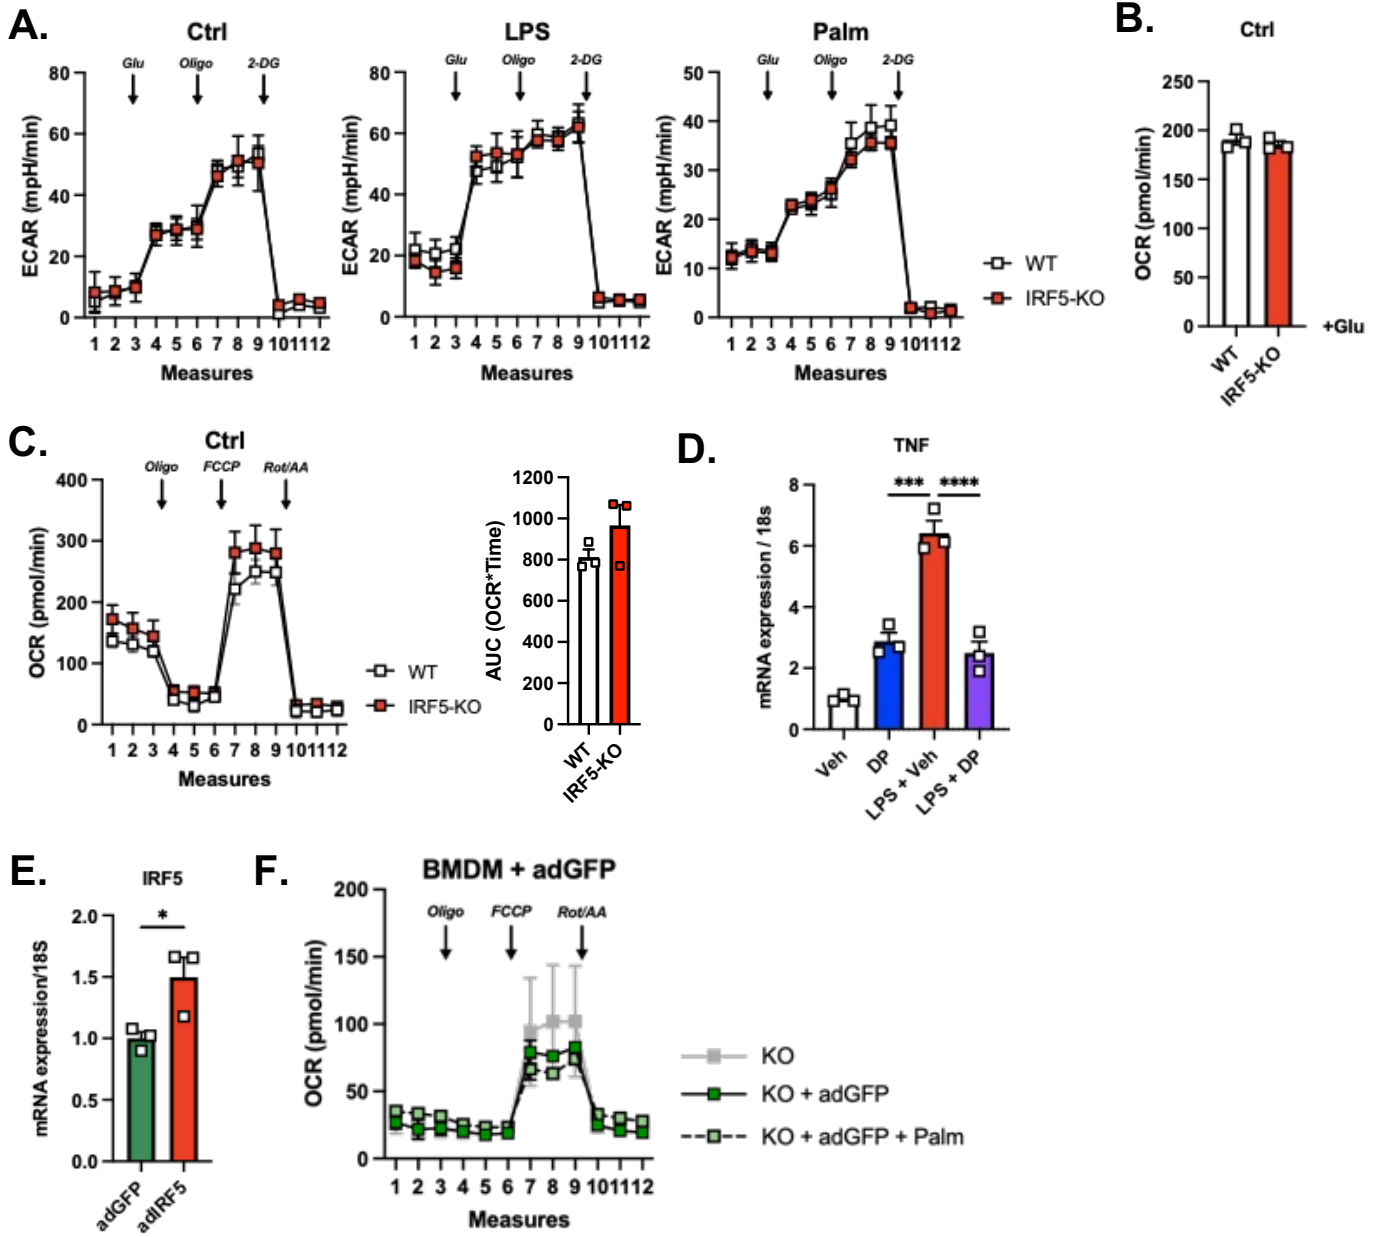 A.
Ctrl
Glu Oligo 2-DG
ECAR (mpH/min)
80
60
40
20
0
1 2 3 4 5 6 7 8 9 10 11 12
Measures
LPS
Glu Oligo 2-DG
ECAR (mpH/min)
80
60
40
20
0
1 2 3 4 5 6 7 8 9 10 11 12
Measures
Palm
Glu Oligo 2-DG
ECAR (mpH/min)
50
40
30
20
10
0
1 2 3 4 5 6 7 8 9 10 11 12
Measures
WT
IRF5-KO
B.
Ctrl
OCR (pmol/min)
250
200
150
100
50
0
+Glu
WT
IRF5-KO
C.
Ctrl
Oligo FCCP Rot/AA
OCR (pmol/min)
400
300
200
100
0
1 2 3 4 5 6 7 8 9 10 11 12
Measures
WT
IRF5-KO
AUC (OCR*Time)
1200
1000
800
600
400
200
0
WT
IRF5-KO
D.
TNF
mRNA expression / 18s
8
6
4
2
0
*** ****
Veh
DP
LPS + Veh
LPS + DP
E.
IRF5
mRNA expression/18S
2.0
1.5
1.0
0.5
0.0
*
adGFP
adIRF5
F.
BMDM + adGFP
Oligo FCCP Rot/AA
OCR (pmol/min)
200
150
100
50
0
1 2 3 4 5 6 7 8 9 10 11 12
Measures
KO
KO + adGFP
KO + adGFP + Palm